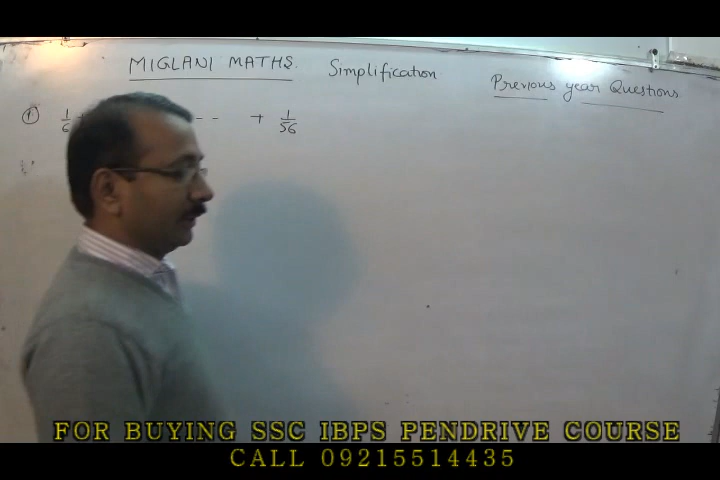 MIGLANI MATHS. Simplification Previous year Questions
① 1/6 + -- + 1/56
FOR BUYING SSC IBPS PENDRIVE COURSE
CALL 09215514435